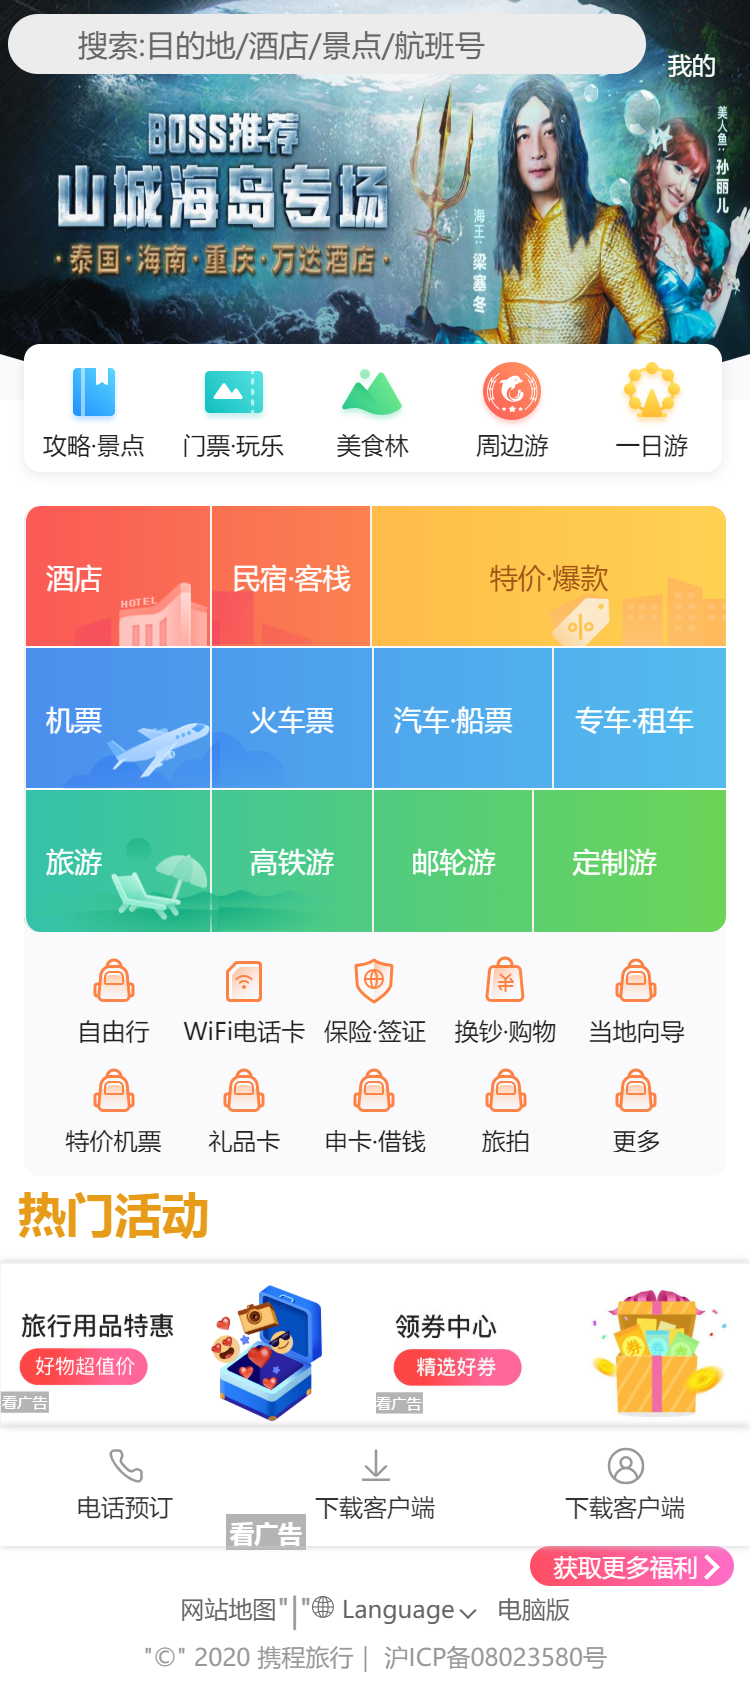 搜索:目的地/酒店/景点/航班号
我的
BOSS推荐
山城海岛专场
·泰国·海南·重庆·万达酒店·
海王：梁塞冬
美人鱼：孙丽儿
攻略·景点 门票·玩乐 美食林 周边游 一日游
酒店 民宿·客栈 特价·爆款
HOTEL
机票 火车票 汽车·船票 专车·租车
旅游 高铁游 邮轮游 定制游
自由行 WiFi电话卡 保险·签证 换钞·购物 当地向导
特价机票 礼品卡 申卡·借钱 旅拍 更多
热门活动
旅行用品特惠 领券中心
好物超值价 精选好券
券 券 券
看广告 看广告
电话预订 下载客户端 下载客户端
看广告
获取更多福利
网站地图"|" Language 电脑版
"©" 2020 携程旅行｜ 沪ICP备08023580号